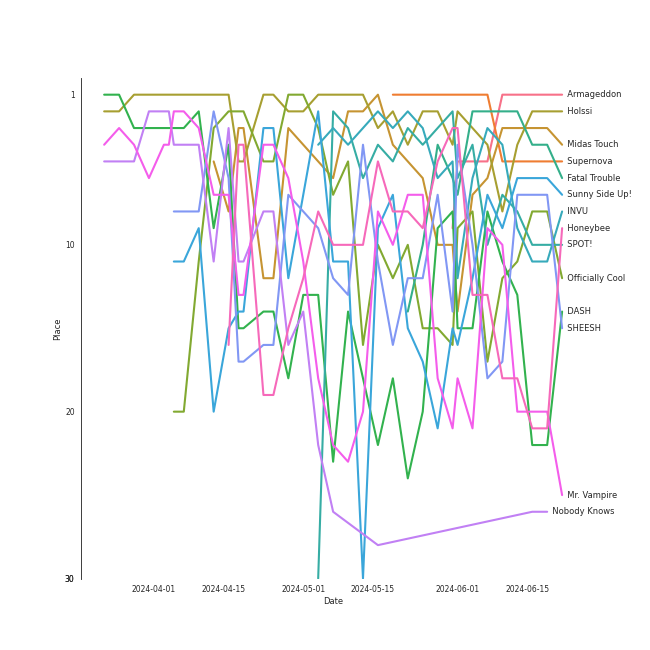 1
Armageddon
Holssi
Midas Touch
Supernova
Fatal Trouble
Sunny Side Up!
INVU
Honeybee
10
SPOT!
Officially Cool
DASH
Place
SHEESH
20
Mr. Vampire
Nobody Knows
30
2024-04-01 2024-04-15 2024-05-01 2024-05-15 2024-06-01 2024-06-15
Date